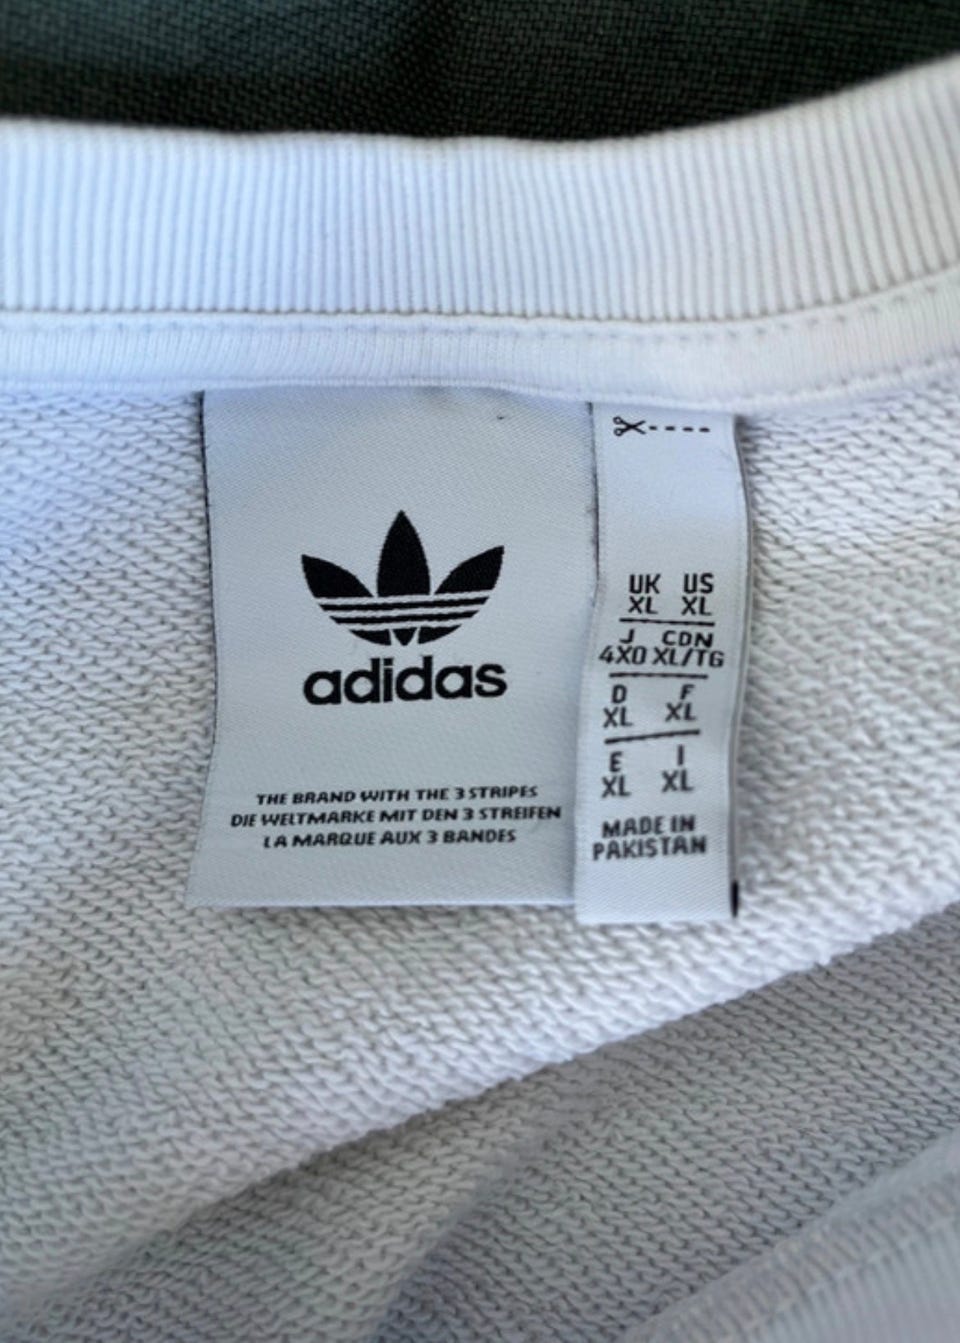 adidas
THE BRAND WITH THE 3 STRIPES
DIE WELTMARKE MIT DEN 3 STREIFEN
LA MARQUE AUX 3 BANDES
UK US
XL XL
J CDN
4XO XL/TG
D F
XL XL
E I
XL XL
MADE IN
PAKISTAN